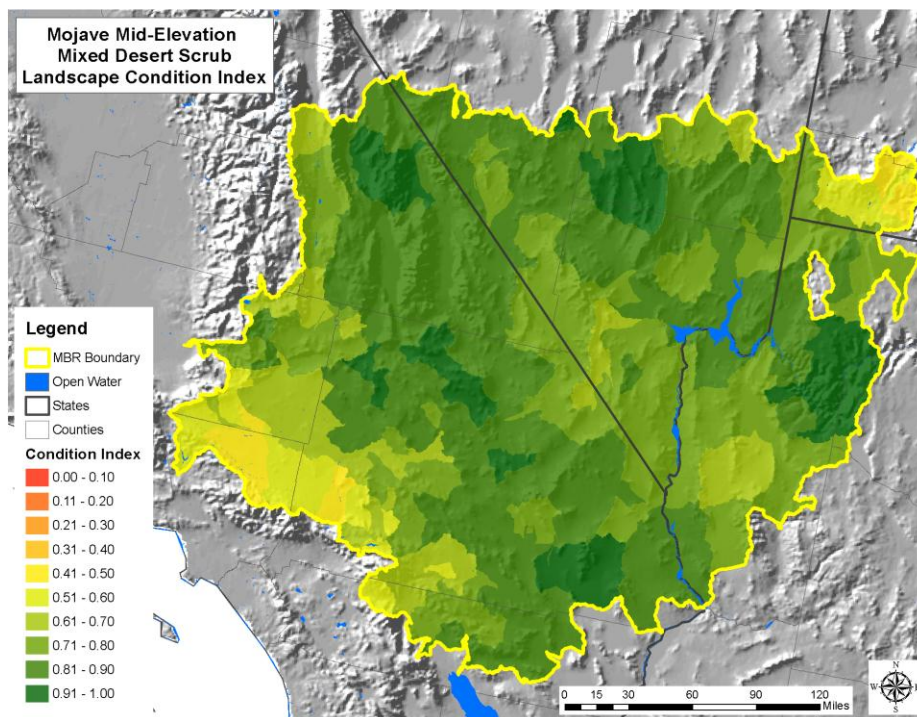 Mojave Mid-Elevation
Mixed Desert Scrub
Landscape Condition Index
Legend
MBR Boundary
Open Water
States
Counties
Condition Index
0.00 - 0.10
0.11 - 0.20
0.21 - 0.30
0.31 - 0.40
0.41 - 0.50
0.51 - 0.60
0.61 - 0.70
0.71 - 0.80
0.81 - 0.90
0.91 - 1.00
N
W E
S
0 15 30 60 90 120
Miles